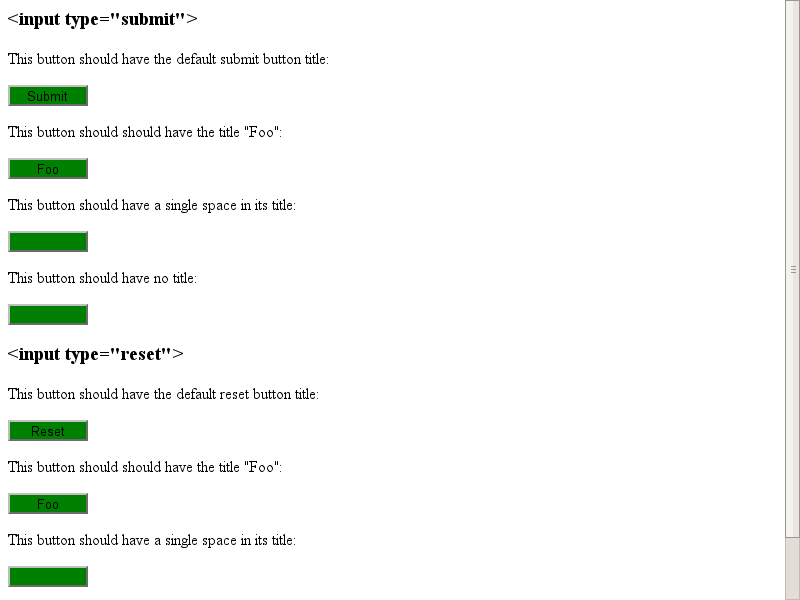 <input type="submit">
This button should have the default submit button title:
Submit
This button should should have the title "Foo":
Foo
This button should have a single space in its title:
This button should have no title:
<input type="reset">
This button should have the default reset button title:
Reset
This button should should have the title "Foo":
Foo
This button should have a single space in its title: